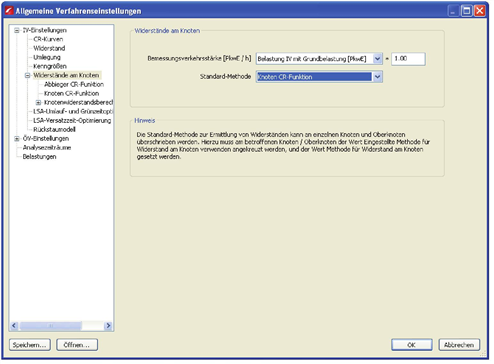 Allgemeine Verfahrenseinstellungen
IV-Einstellungen
CR-Kurven
Widerstand
Umlegung
Kenngrößen
Widerstände am Knoten
Abbieger CR-Funktion
Knoten CR-Funktion
Knotenwiderstandsberecl
LSA-Umlauf- und Grünzeitopti
LSA-Versatzzeit-Optimierung
Rückstaumodell
ÖV-Einstellungen
Analysezeiträume
Belastungen
Widerstände am Knoten
Bemessungsverkehrsstärke [PkwE / h] Belastung IV mit Grundbelastung [PkwE] * 1.00
Standard-Methode Knoten CR-Funktion
Hinweis
Die Standard-Methode zur Ermittlung von Widerständen kann an einzelnen Knoten und Oberknoten
überschrieben werden. Hierzu muss am betroffenen Knoten / Oberknoten der Wert Eingestellte Methode für
Widerstand am Knoten verwenden angekreuzt werden, und der Wert Methode für Widerstand am Knoten
gesetzt werden.
Speichern... Öffnen... OK Abbrechen